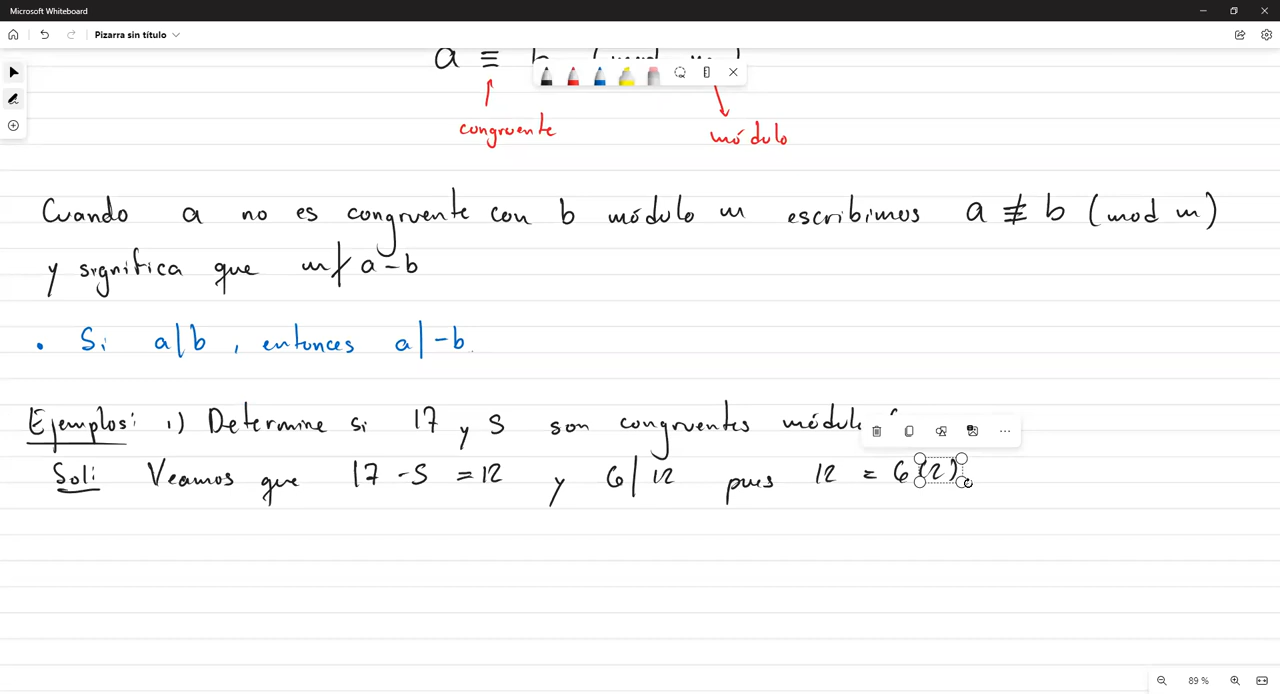 Microsoft Whiteboard
Pizarra sin título
a ≡
congruente
módulo
Cuando a no es congruente con b módulo m escribimos a ≢ b (mod m)
y significa que m∤a-b
• Si a|b, entonces a|-b.
Ejemplos: 1) Determine si 17 y 5 son congruentes módulo
Sol: Veamos que 17 - 5 = 12 y 6|12 pues 12 = 6(2).
89 %